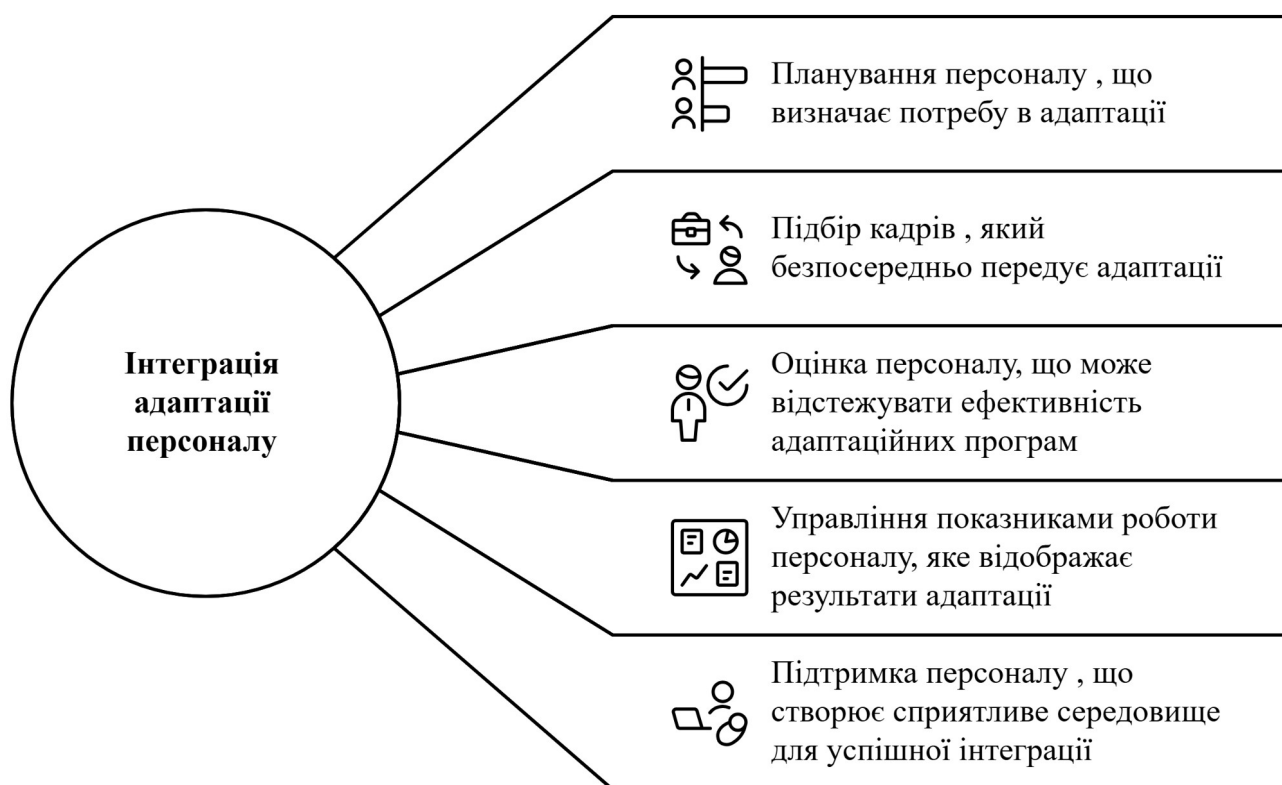 Інтеграція
адаптації
персоналу
Планування персоналу , що
визначає потребу в адаптації
Підбір кадрів , який
безпосередньо передує адаптації
Оцінка персоналу, що може
відстежувати ефективність
адаптаційних програм
Управління показниками роботи
персоналу, яке відображає
результати адаптації
Підтримка персоналу , що
створює сприятливе середовище
для успішної інтеграції